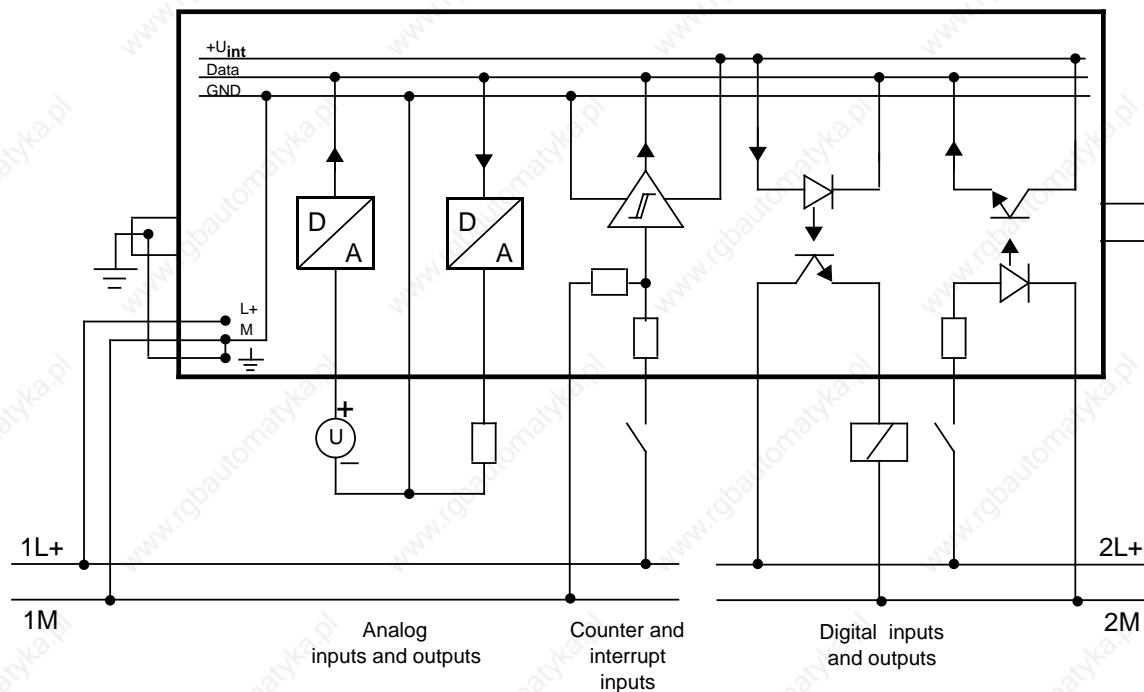 +Uint
Data
GND
D
A
D
A
L+
M
+
U
−
1L+
2L+
1M
2M
Analog
inputs and outputs
Counter and
interrupt
inputs
Digital inputs
and outputs
www.rgbautomatyka.pl